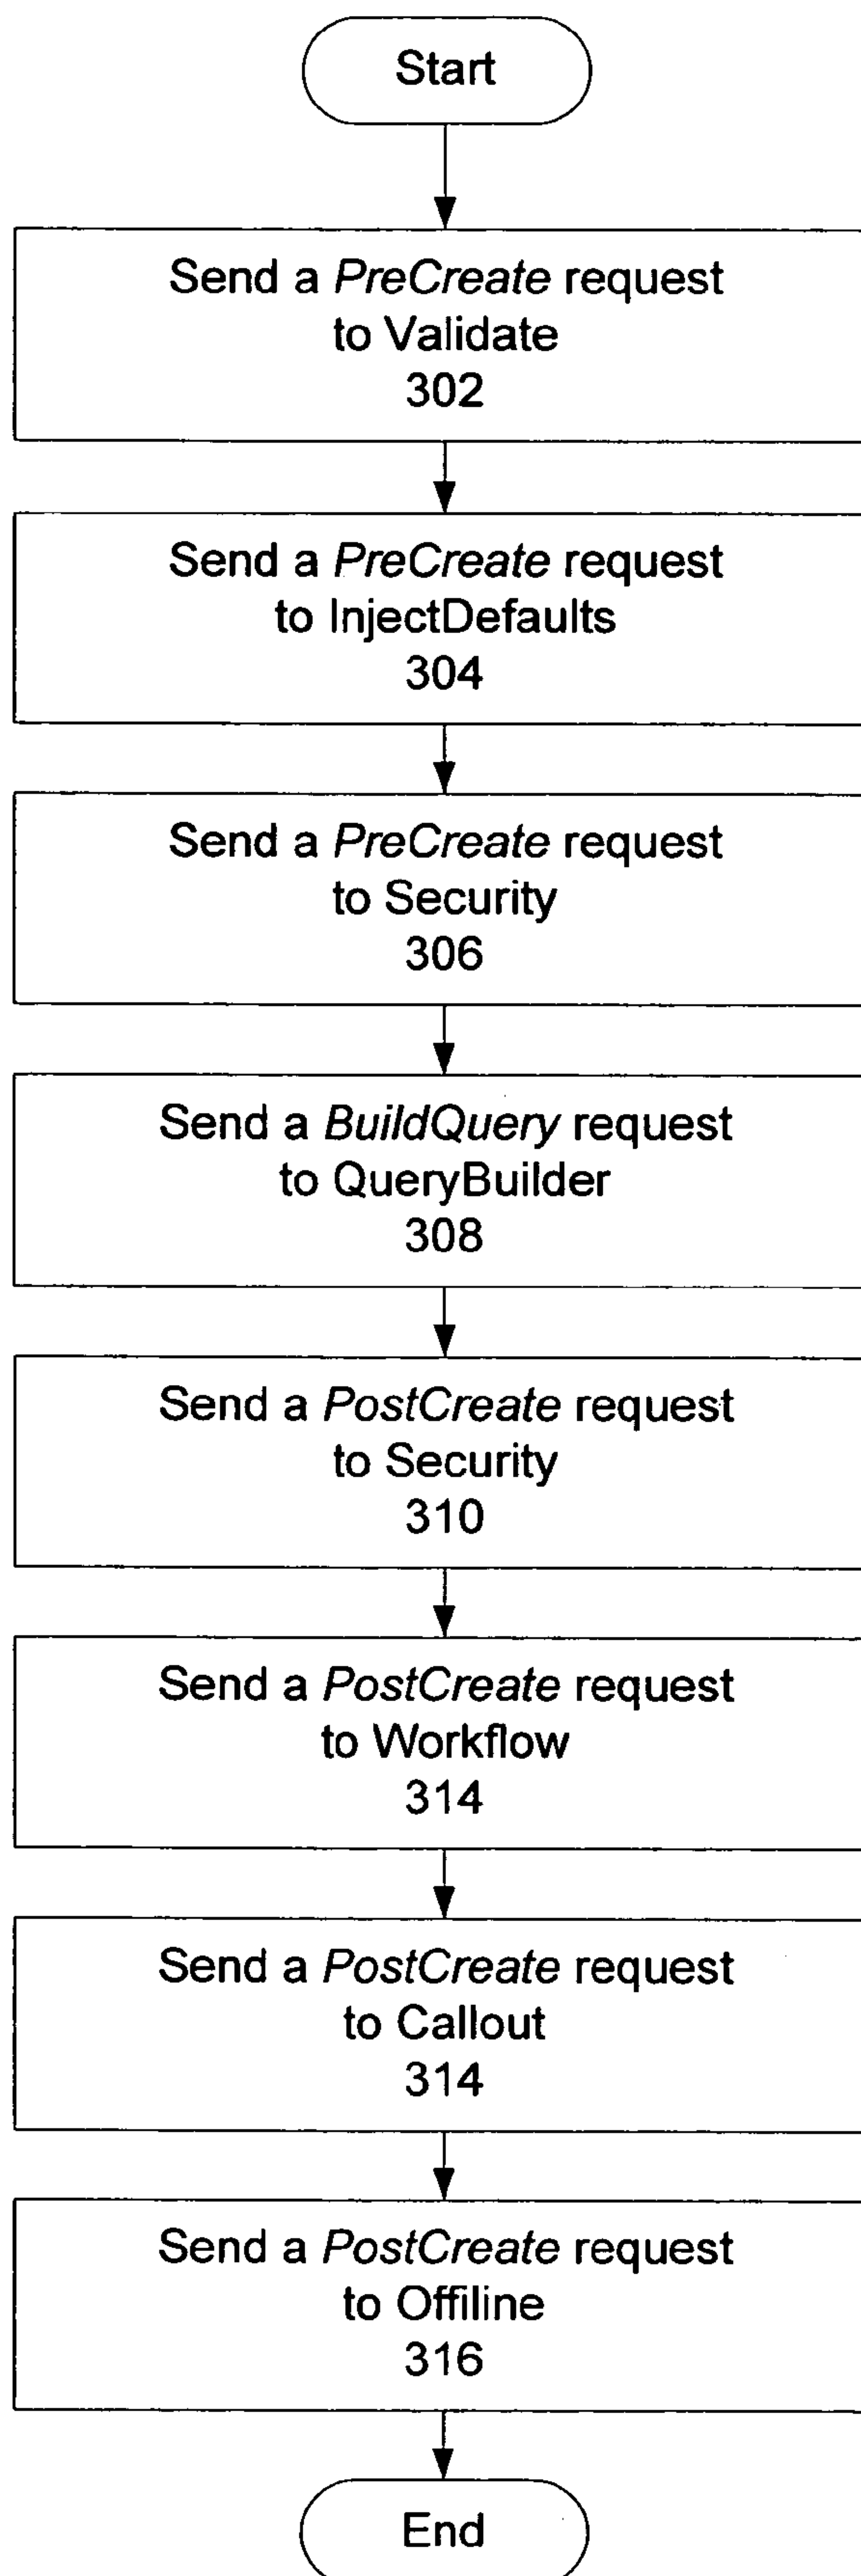 Start
Send a PreCreate request
to Validate
302
Send a PreCreate request
to InjectDefaults
304
Send a PreCreate request
to Security
306
Send a BuildQuery request
to QueryBuilder
308
Send a PostCreate request
to Security
310
Send a PostCreate request
to Workflow
314
Send a PostCreate request
to Callout
314
Send a PostCreate request
to Offiline
316
End